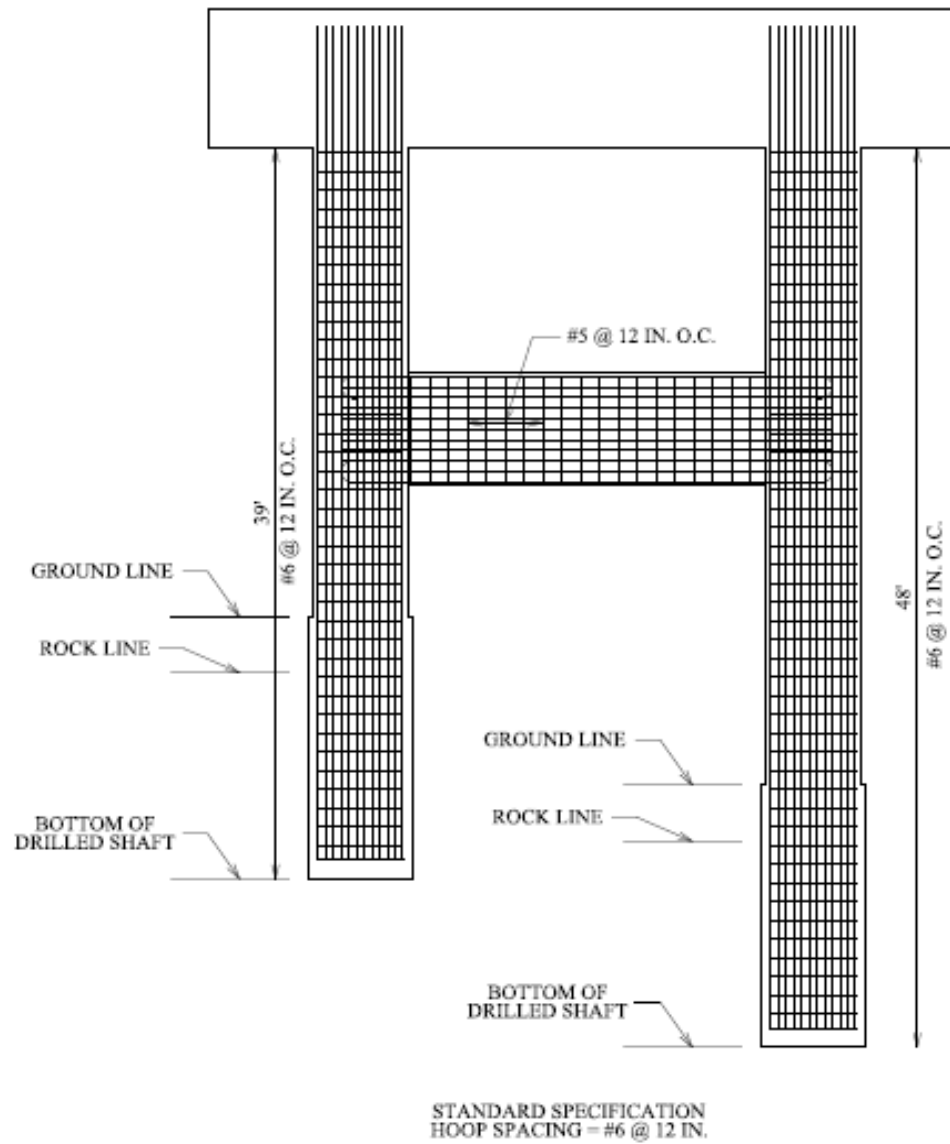 #5 @ 12 IN. O.C.
39'
#6 @ 12 IN. O.C.
GROUND LINE
ROCK LINE
BOTTOM OF
DRILLED SHAFT
48'
#6 @ 12 IN. O.C.
GROUND LINE
ROCK LINE
BOTTOM OF
DRILLED SHAFT
STANDARD SPECIFICATION
HOOP SPACING = #6 @ 12 IN.